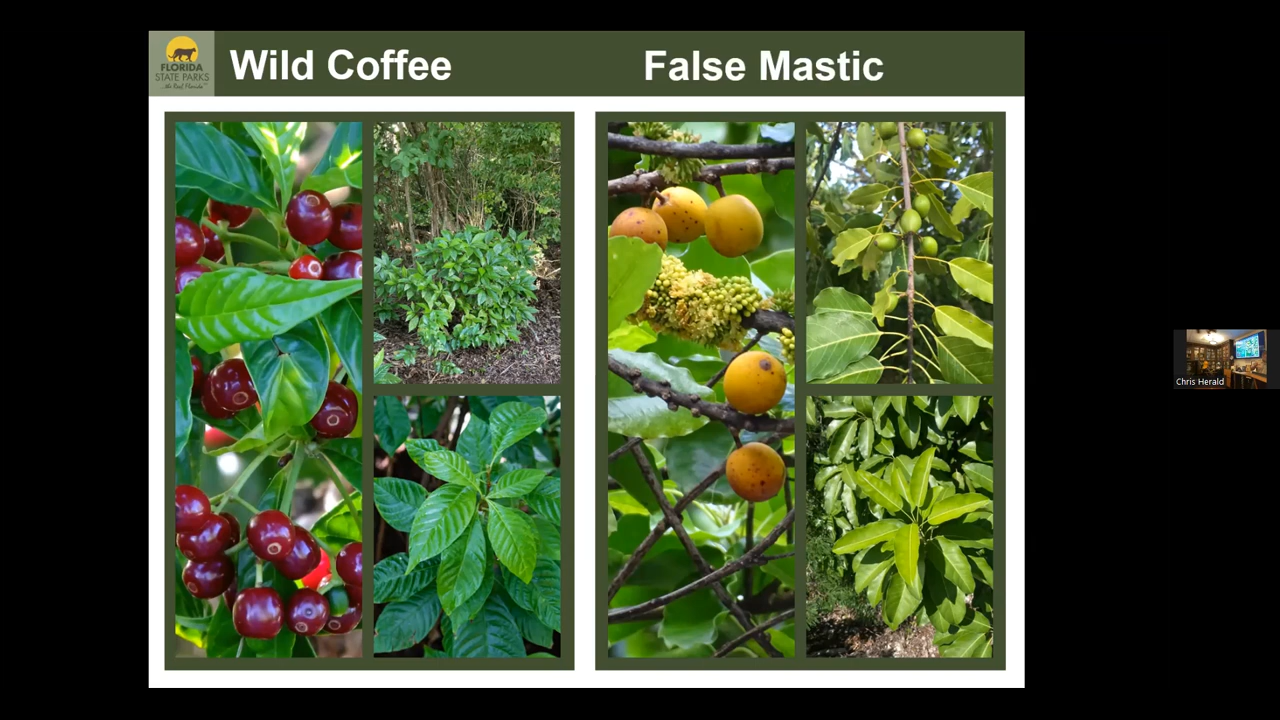 FLORIDA
STATE PARKS
...the Real Florida
Wild Coffee
False Mastic
Chris Herald